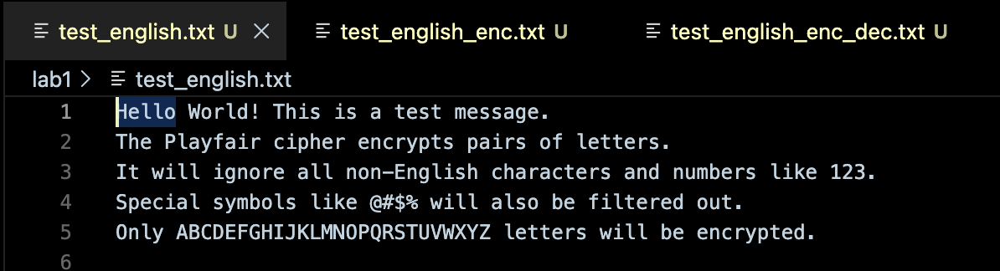 test_english.txt U × test_english_enc.txt U test_english_enc_dec.txt U
lab1 > test_english.txt
1 Hello World! This is a test message.
2 The Playfair cipher encrypts pairs of letters.
3 It will ignore all non-English characters and numbers like 123.
4 Special symbols like @#$% will also be filtered out.
5 Only ABCDEFGHIJKLMNOPQRSTUVWXYZ letters will be encrypted.
6